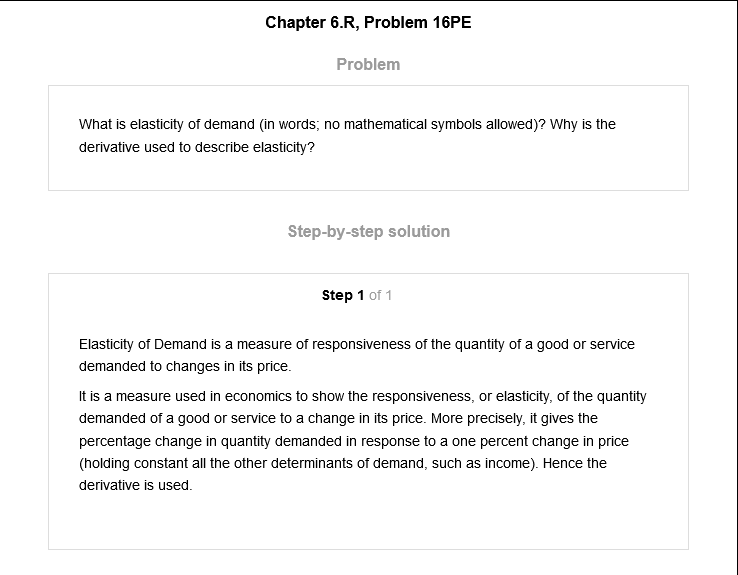 Chapter 6.R, Problem 16PE
Problem
What is elasticity of demand (in words; no mathematical symbols allowed)? Why is the
derivative used to describe elasticity?
Step-by-step solution
Step 1 of 1
Elasticity of Demand is a measure of responsiveness of the quantity of a good or service
demanded to changes in its price.
It is a measure used in economics to show the responsiveness, or elasticity, of the quantity
demanded of a good or service to a change in its price. More precisely, it gives the
percentage change in quantity demanded in response to a one percent change in price
(holding constant all the other determinants of demand, such as income). Hence the
derivative is used.